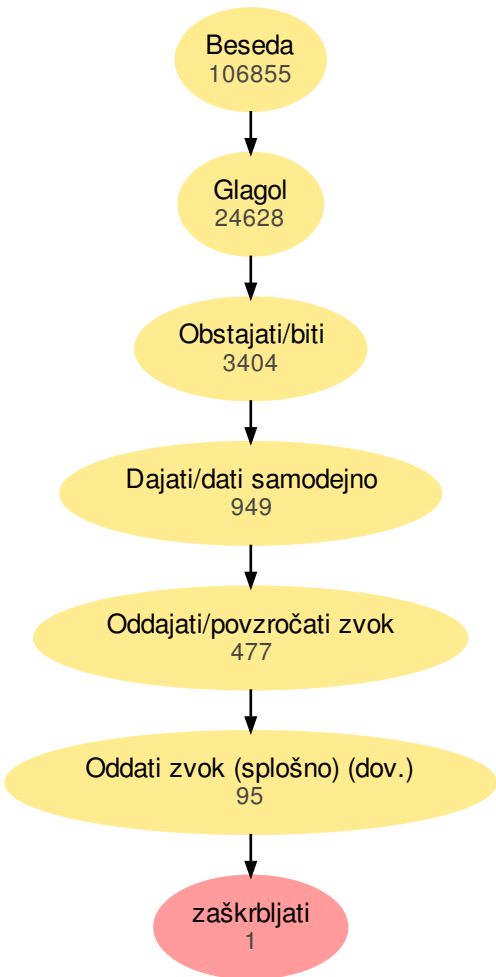 Beseda
106855
Glagol
24628
Obstajati/biti
3404
Dajati/dati samodejno
949
Oddajati/povzročati zvok
477
Oddati zvok (splošno) (dov.)
95
zaškrbljati
1